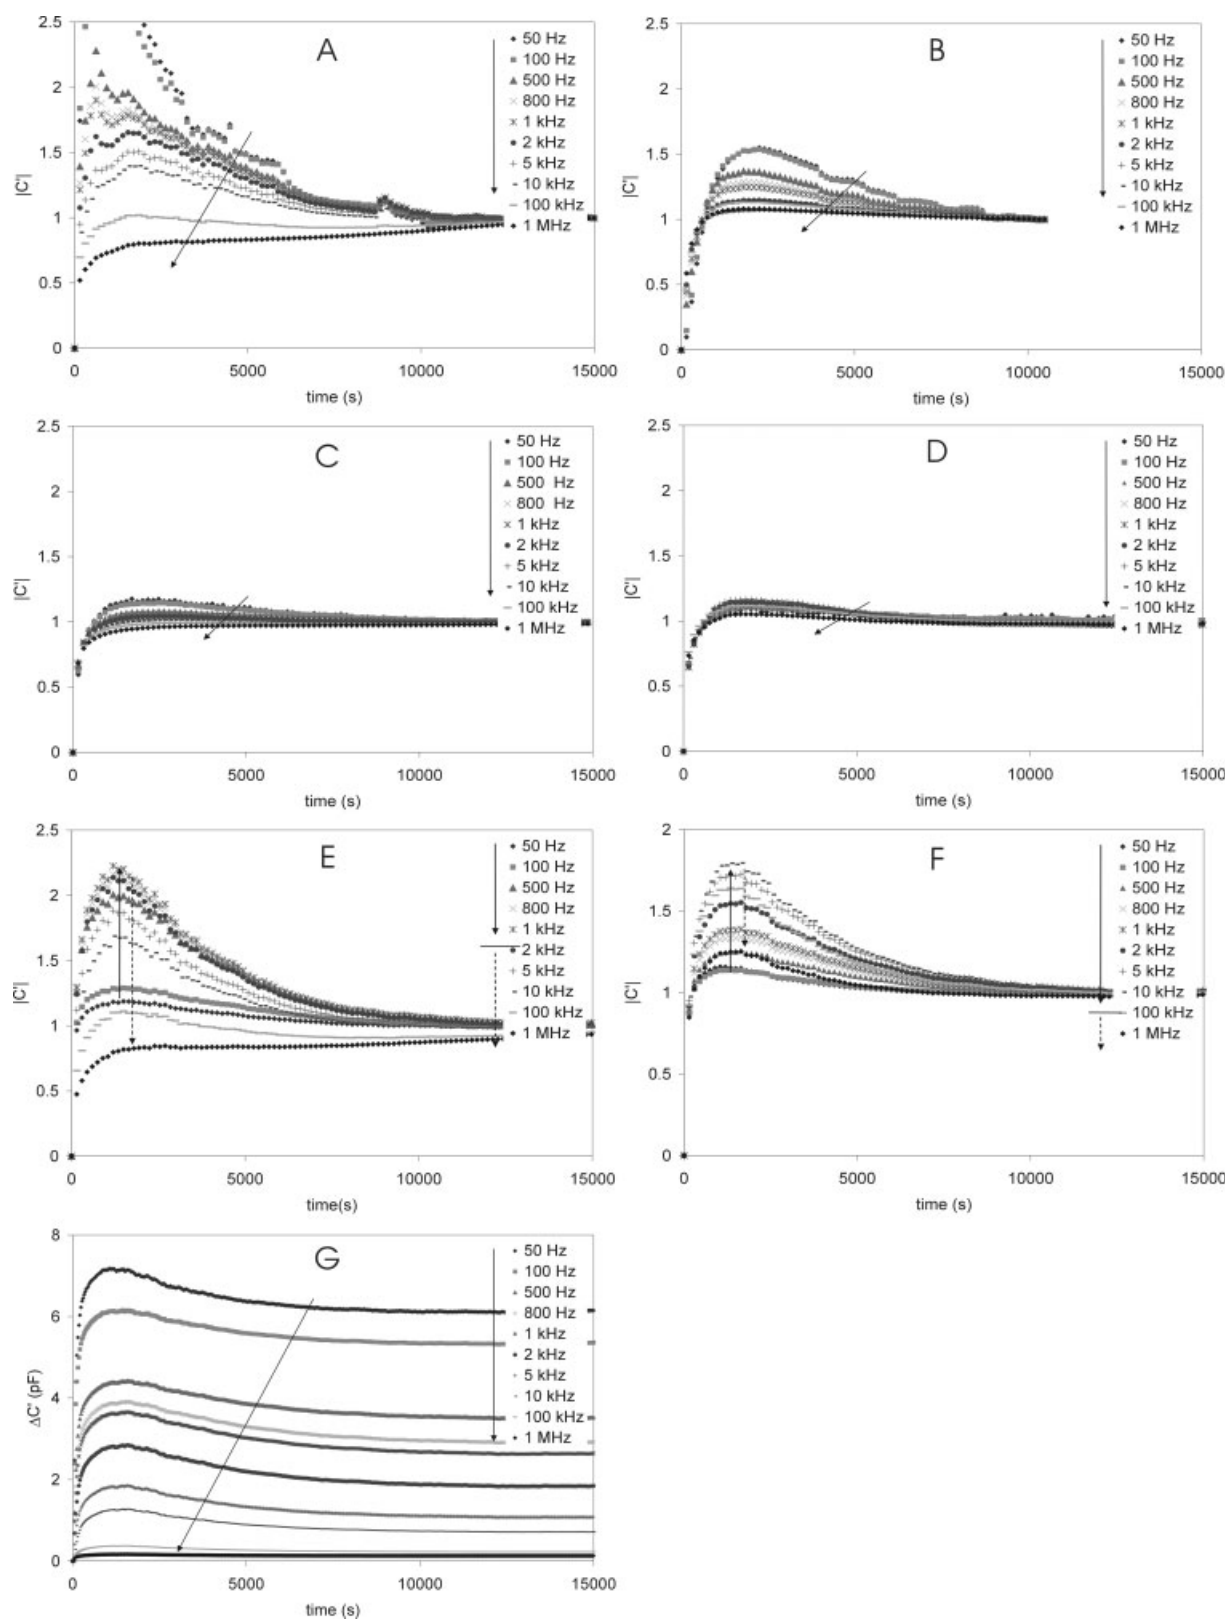 A
2.5
2
1.5
1
0.5
0
|C'|
0
5000
10000
15000
time (s)
50 Hz
100 Hz
500 Hz
800 Hz
1 kHz
2 kHz
5 kHz
10 kHz
100 kHz
1 MHz
B
2.5
2
1.5
1
0.5
0
|C'|
0
5000
10000
15000
time (s)
50 Hz
100 Hz
500 Hz
800 Hz
1 kHz
2 kHz
5 kHz
10 kHz
100 kHz
1 MHz
C
2.5
2
1.5
1
0.5
0
|C'|
0
5000
10000
15000
time (s)
50 Hz
100 Hz
500 Hz
800 Hz
1 kHz
2 kHz
5 kHz
10 kHz
100 kHz
1 MHz
D
2.5
2
1.5
1
0.5
0
|C'|
0
5000
10000
15000
time (s)
50 Hz
100 Hz
500 Hz
800 Hz
1 kHz
2 kHz
5 kHz
10 kHz
100 kHz
1 MHz
E
2.5
2
1.5
1
0.5
0
|C'|
0
5000
10000
15000
time(s)
50 Hz
100 Hz
500 Hz
800 Hz
1 kHz
2 kHz
5 kHz
10 kHz
100 kHz
1 MHz
F
2
1.5
1
0.5
0
|C'|
0
5000
10000
15000
time (s)
50 Hz
100 Hz
500 Hz
800 Hz
1 kHz
2 kHz
5 kHz
10 kHz
100 kHz
1 MHz
G
8
6
4
2
0
ΔC' (pF)
0
5000
10000
15000
time (s)
50 Hz
100 Hz
500 Hz
800 Hz
1 kHz
2 kHz
5 kHz
10 kHz
100 kHz
1 MHz